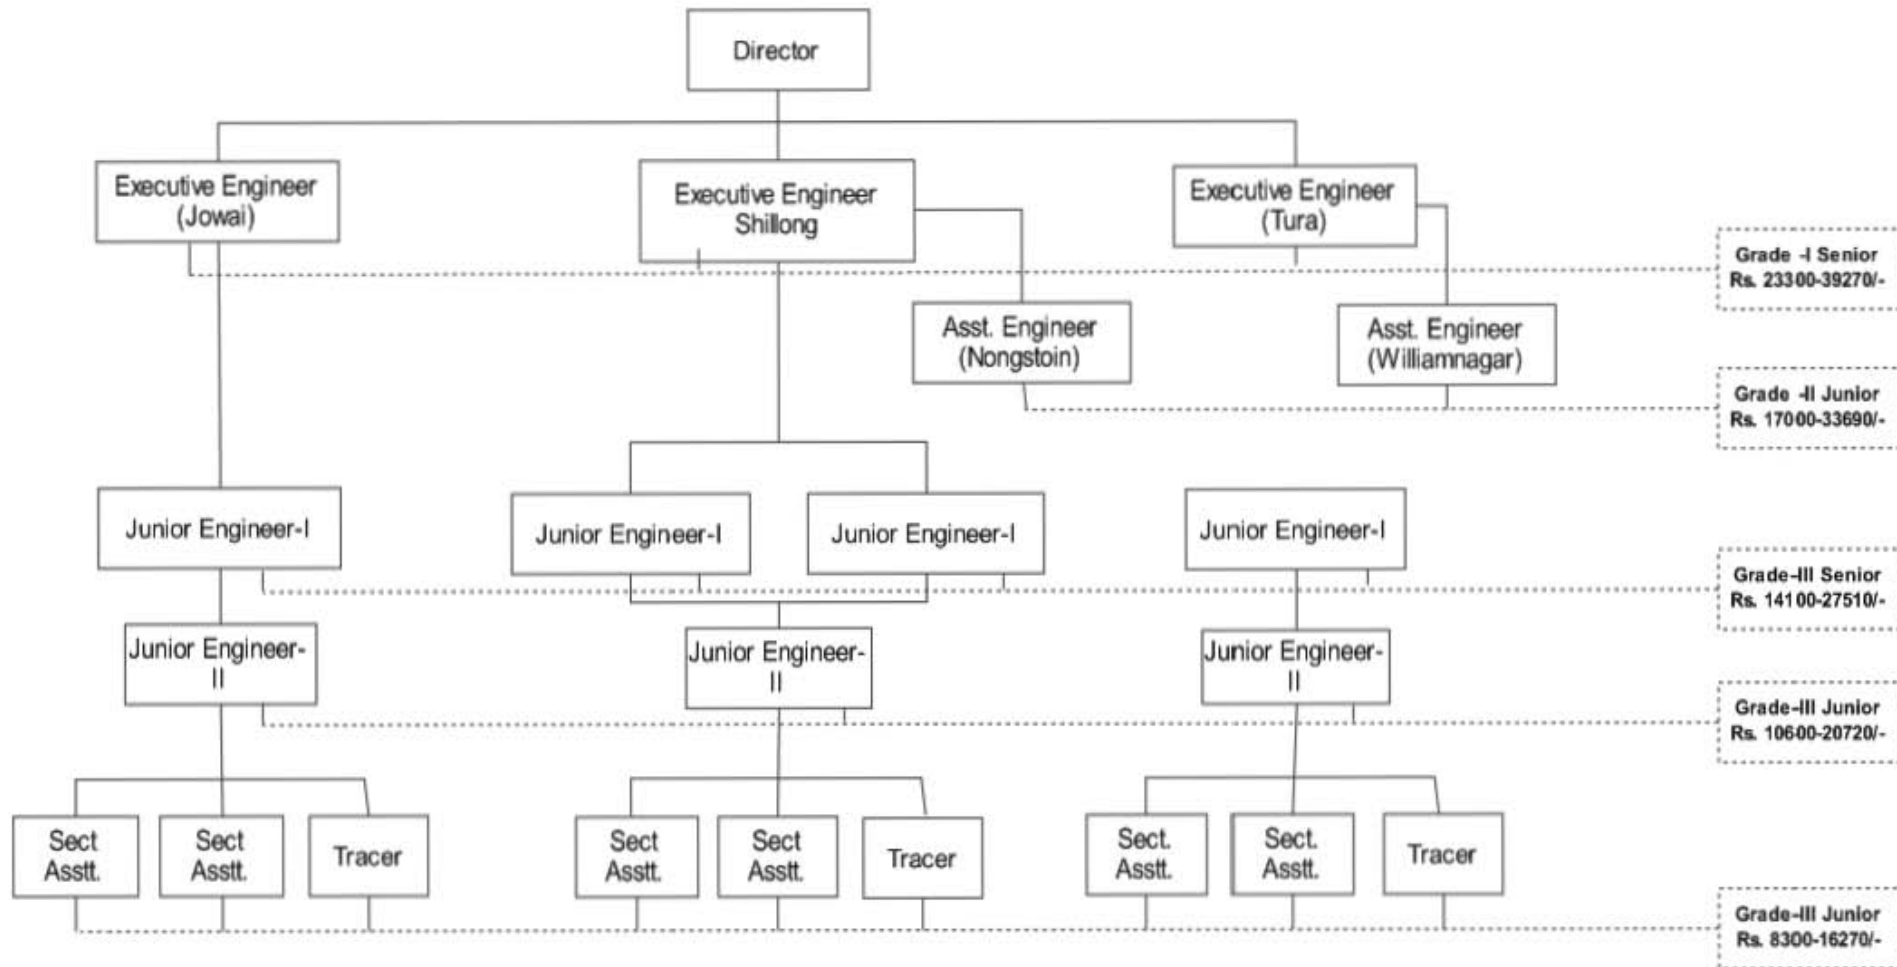 Director
Executive Engineer
(Jowai)
Executive Engineer
Shillong
Executive Engineer
(Tura)
Grade -I Senior
Rs. 23300-39270/-
Asst. Engineer
(Nongstoin)
Asst. Engineer
(Williamnagar)
Grade -II Junior
Rs. 17000-33690/-
Junior Engineer-I
Junior Engineer-I
Junior Engineer-I
Junior Engineer-I
Grade-III Senior
Rs. 14100-27510/-
Junior Engineer-
II
Junior Engineer-
II
Junior Engineer-
II
Grade-III Junior
Rs. 10600-20720/-
Sect
Asstt.
Sect
Asstt.
Tracer
Sect
Asstt.
Sect
Asstt.
Tracer
Sect.
Asstt.
Sect.
Asstt.
Tracer
Grade-III Junior
Rs. 8300-16270/-